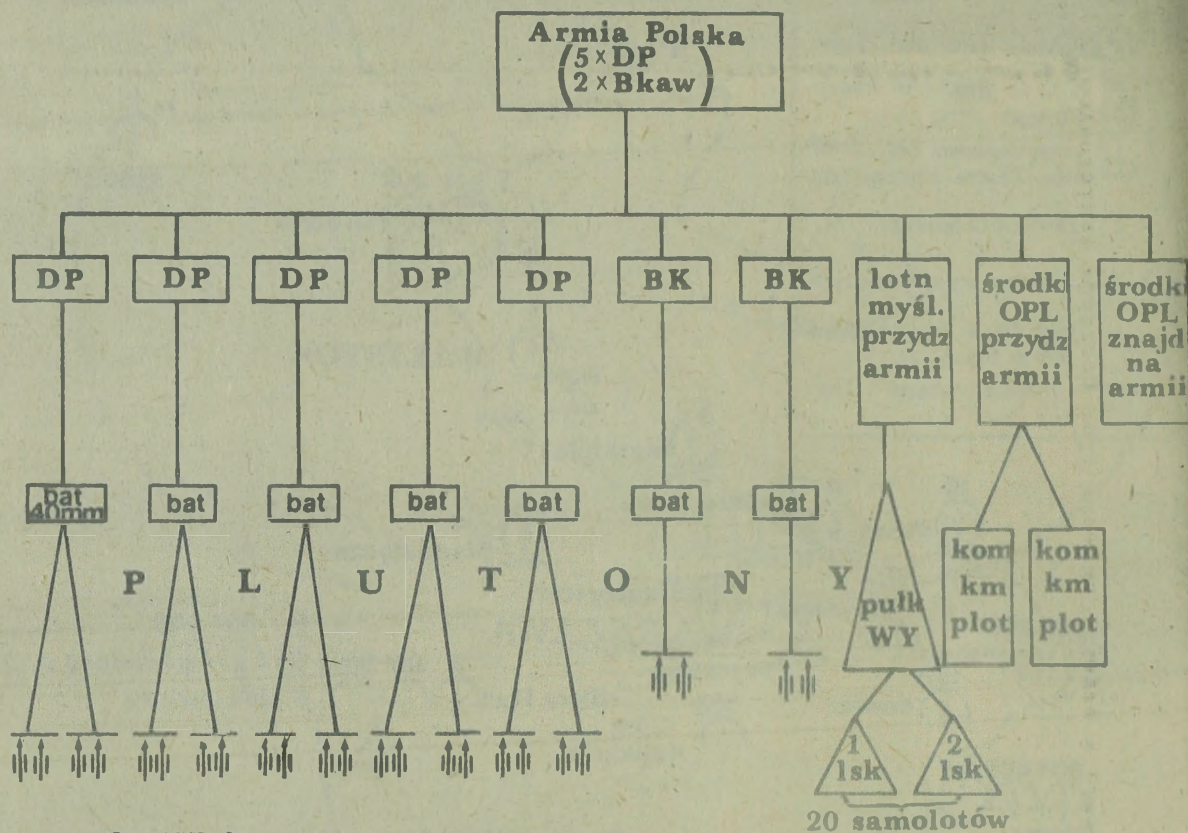 Armia Polska
(5 × DP
2 × Bkaw)
DP
DP
DP
DP
DP
BK
BK
lotn
myśl.
przydz
armii
środki
OPL
przydz
armii
środki
OPL
znajd
na
armii
bat
40mm
bat
bat
bat
bat
bat
bat
P L U T O N Y
pułk
WY
kom
km
plot
kom
km
plot
1
lsk
2
lsk
20 samolotów